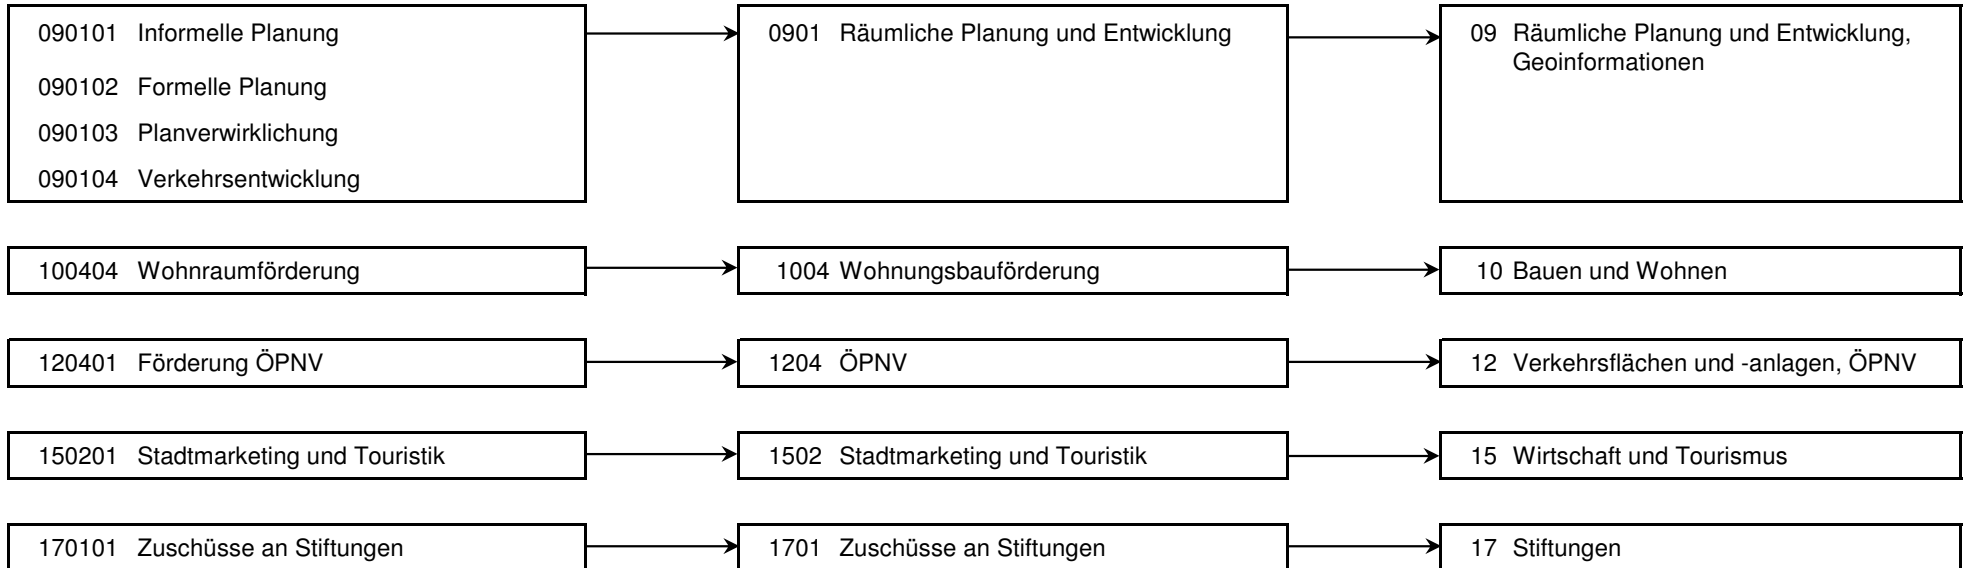 090101 Informelle Planung
0901 Räumliche Planung und Entwicklung
09 Räumliche Planung und Entwicklung,
Geoinformationen
090102 Formelle Planung
090103 Planverwirklichung
090104 Verkehrsentwicklung
100404 Wohnraumförderung
1004 Wohnungsbauförderung
10 Bauen und Wohnen
120401 Förderung ÖPNV
1204 ÖPNV
12 Verkehrsflächen und -anlagen, ÖPNV
150201 Stadtmarketing und Touristik
1502 Stadtmarketing und Touristik
15 Wirtschaft und Tourismus
170101 Zuschüsse an Stiftungen
1701 Zuschüsse an Stiftungen
17 Stiftungen